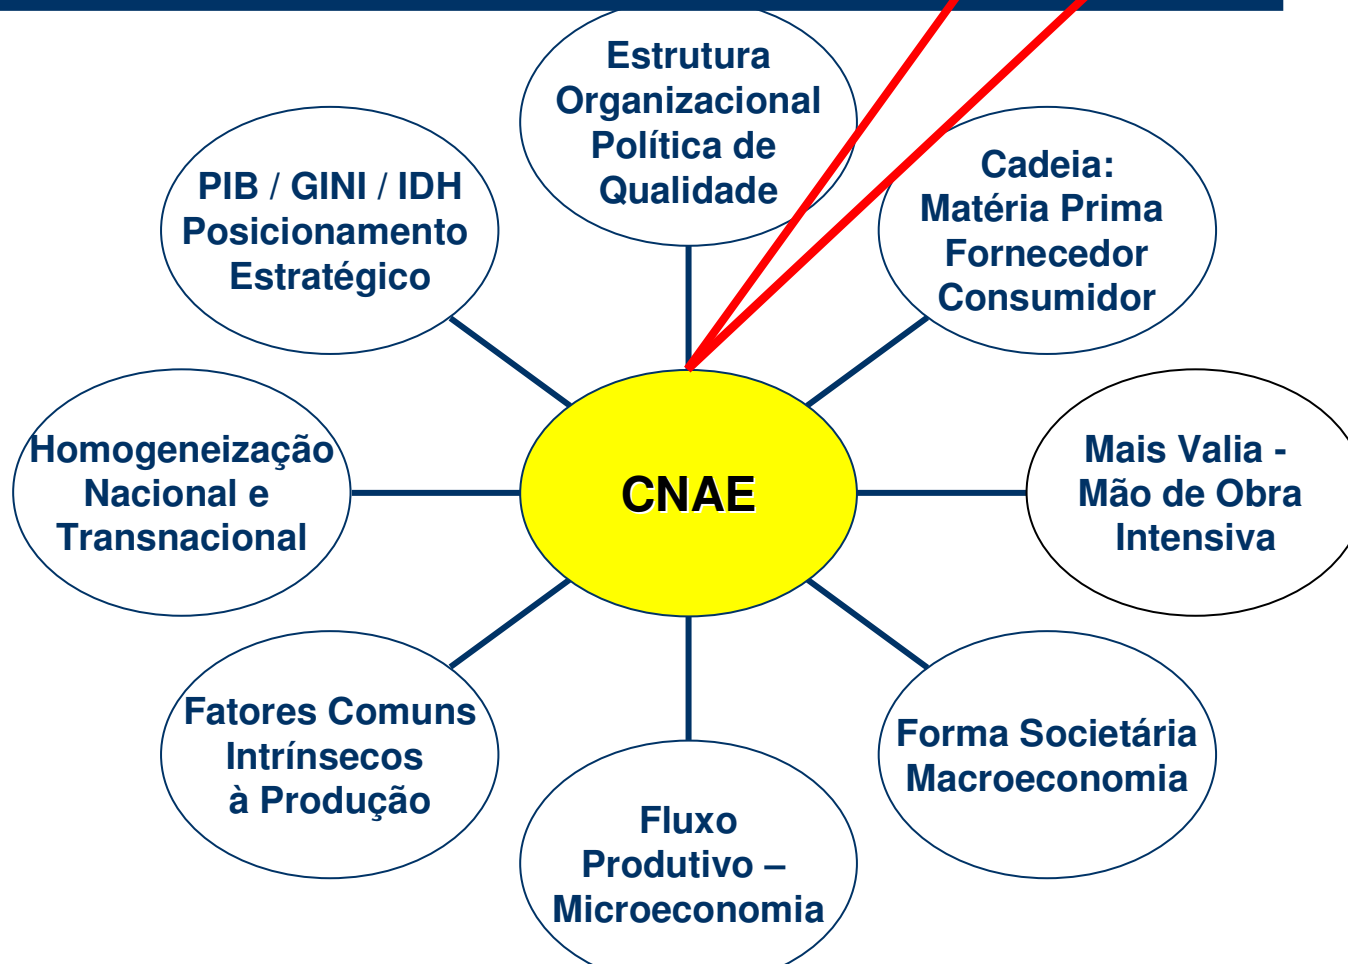 Estrutura
Organizacional
Política de
Qualidade
PIB / GINI / IDH
Posicionamento
Estratégico
Cadeia:
Matéria Prima
Fornecedor
Consumidor
Homogeneização
Nacional e
Transnacional
CNAE
Mais Valia -
Mão de Obra
Intensiva
Fatores Comuns
Intrínsecos
à Produção
Forma Societária
Macroeconomia
Fluxo
Produtivo –
Microeconomia